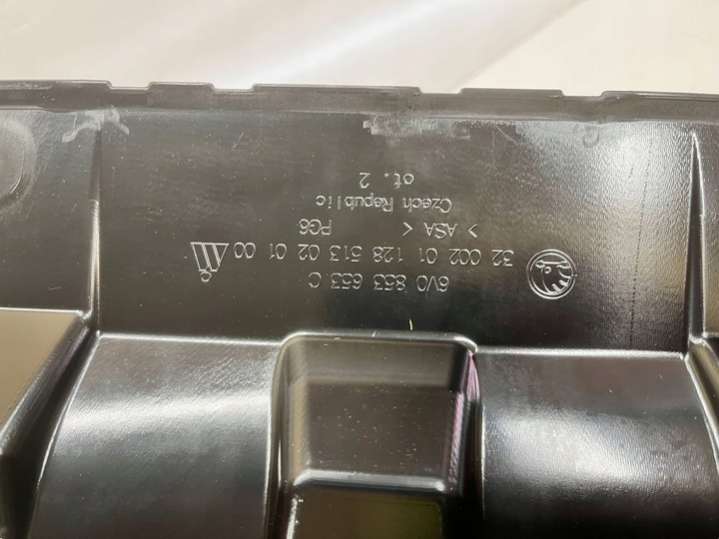 6V0 853 653 C
32 002 01 128 513 02 01 00
> ASA < PG6
Czech Republic
ot. 2